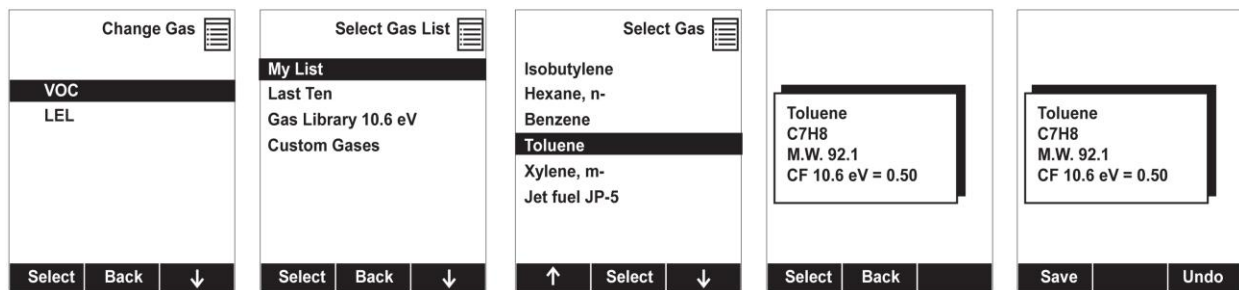 Change Gas
VOC
LEL
Select Back ↓
Select Gas List
My List
Last Ten
Gas Library 10.6 eV
Custom Gases
Select Back ↓
Select Gas
Isobutylene
Hexane, n-
Benzene
Toluene
Xylene, m-
Jet fuel JP-5
↑ Select ↓
Toluene
C7H8
M.W. 92.1
CF 10.6 eV = 0.50
Select Back
Toluene
C7H8
M.W. 92.1
CF 10.6 eV = 0.50
Save Undo